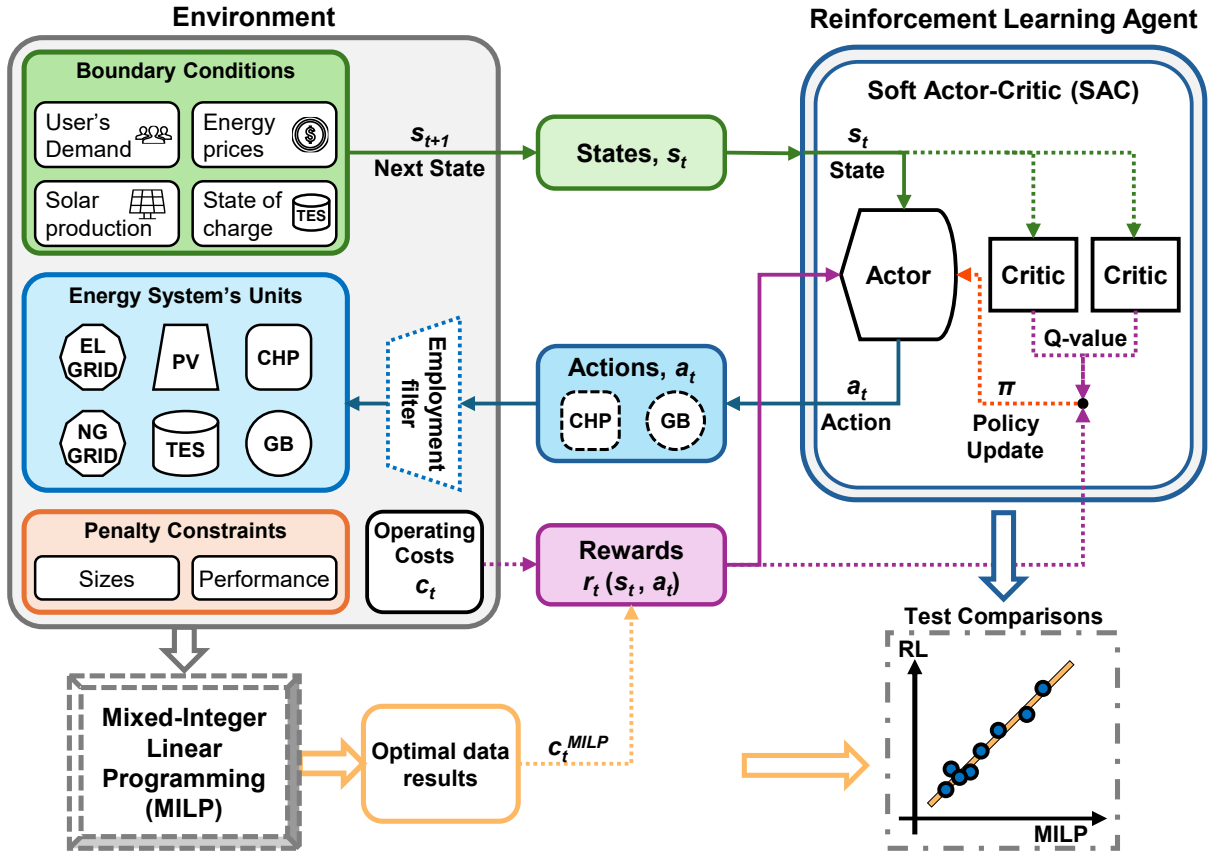 Environment
Reinforcement Learning Agent
Boundary Conditions
User's
Demand
Energy
prices
Solar
production
State of
charge
TES
s_{t+1}
Next State
States, s_t
Soft Actor-Critic (SAC)
s_t
State
Actor
Critic
Critic
Q-value
a_t
Action
π
Policy
Update
Energy System's Units
EL
GRID
PV
CHP
NG
GRID
TES
GB
Employment
filter
Actions, a_t
CHP
GB
Penalty Constraints
Sizes
Performance
Operating
Costs
c_t
Rewards
r_t (s_t , a_t)
Mixed-Integer
Linear
Programming
(MILP)
Optimal data
results
c_t^{MILP}
Test Comparisons
RL
MILP